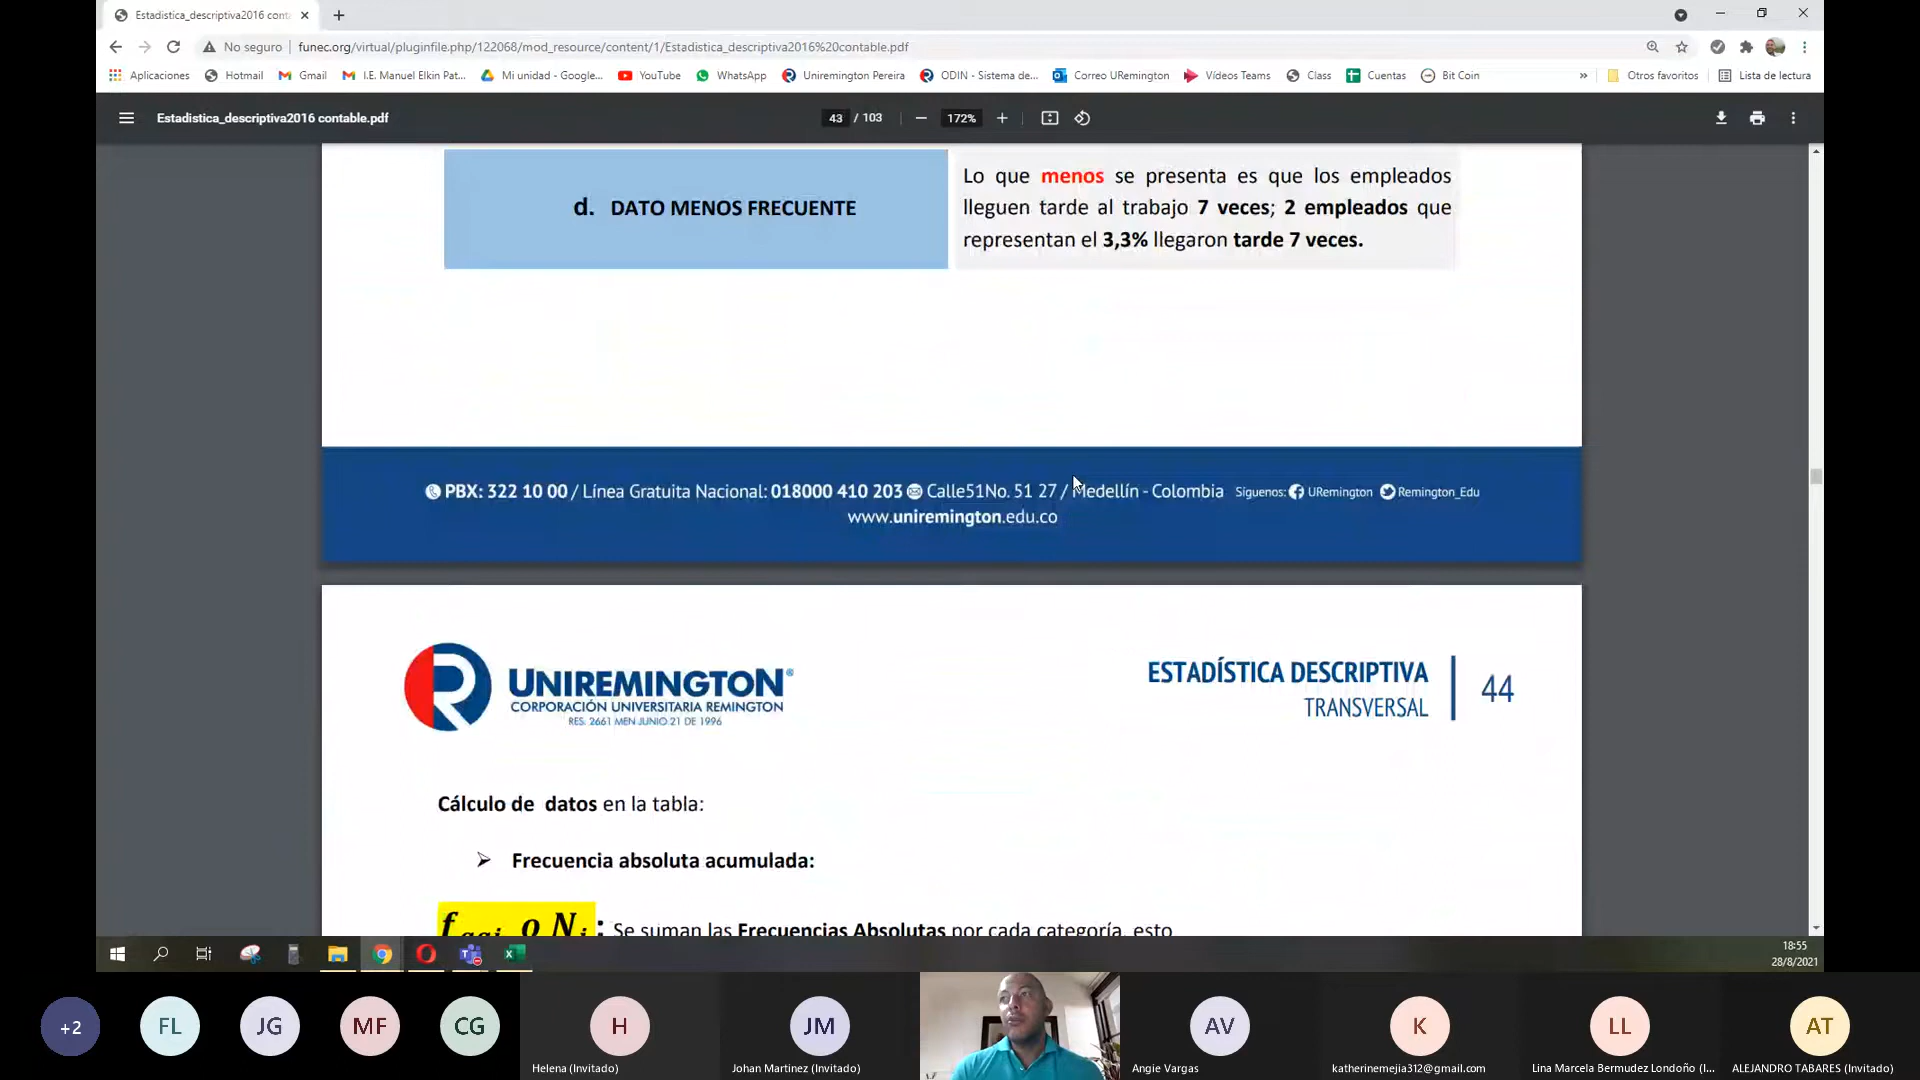 Estadistica_descriptiva2016 cont
No seguro
funec.org/virtual/pluginfile.php/122068/mod_resource/content/1/Estadistica_descriptiva2016%20contable.pdf
Aplicaciones Hotmail Gmail I.E. Manuel Elkin Pat... Mi unidad - Google... YouTube WhatsApp Uniremington Pereira ODIN - Sistema de... Correo URemington Vídeos Teams Class Cuentas Bit Coin » Otros favoritos Lista de lectura
Estadistica_descriptiva2016 contable.pdf
43 / 103
172%
d. DATO MENOS FRECUENTE
Lo que menos se presenta es que los empleados
lleguen tarde al trabajo 7 veces; 2 empleados que
representan el 3,3% llegaron tarde 7 veces.
PBX: 322 10 00 / Línea Gratuita Nacional: 018000 410 203 Calle51No. 51 27 / Medellín - Colombia Síguenos: URemington Remington_Edu
www.uniremington.edu.co
UNIREMINGTON®
CORPORACIÓN UNIVERSITARIA REMINGTON
RES. 2661 MEN JUNIO 21 DE 1996
ESTADÍSTICA DESCRIPTIVA
TRANSVERSAL
44
Cálculo de datos en la tabla:
➢ Frecuencia absoluta acumulada:
o Ni : Se suman las Frecuencias Absolutas por cada categoría, esto
18:55
28/8/2021
+2
FL
JG
MF
CG
H
JM
AV
K
LL
AT
Helena (Invitado)
Johan Martinez (Invitado)
Angie Vargas
katherinemejia312@gmail.com
Lina Marcela Bermudez Londoño (I...
ALEJANDRO TABARES (Invitado)